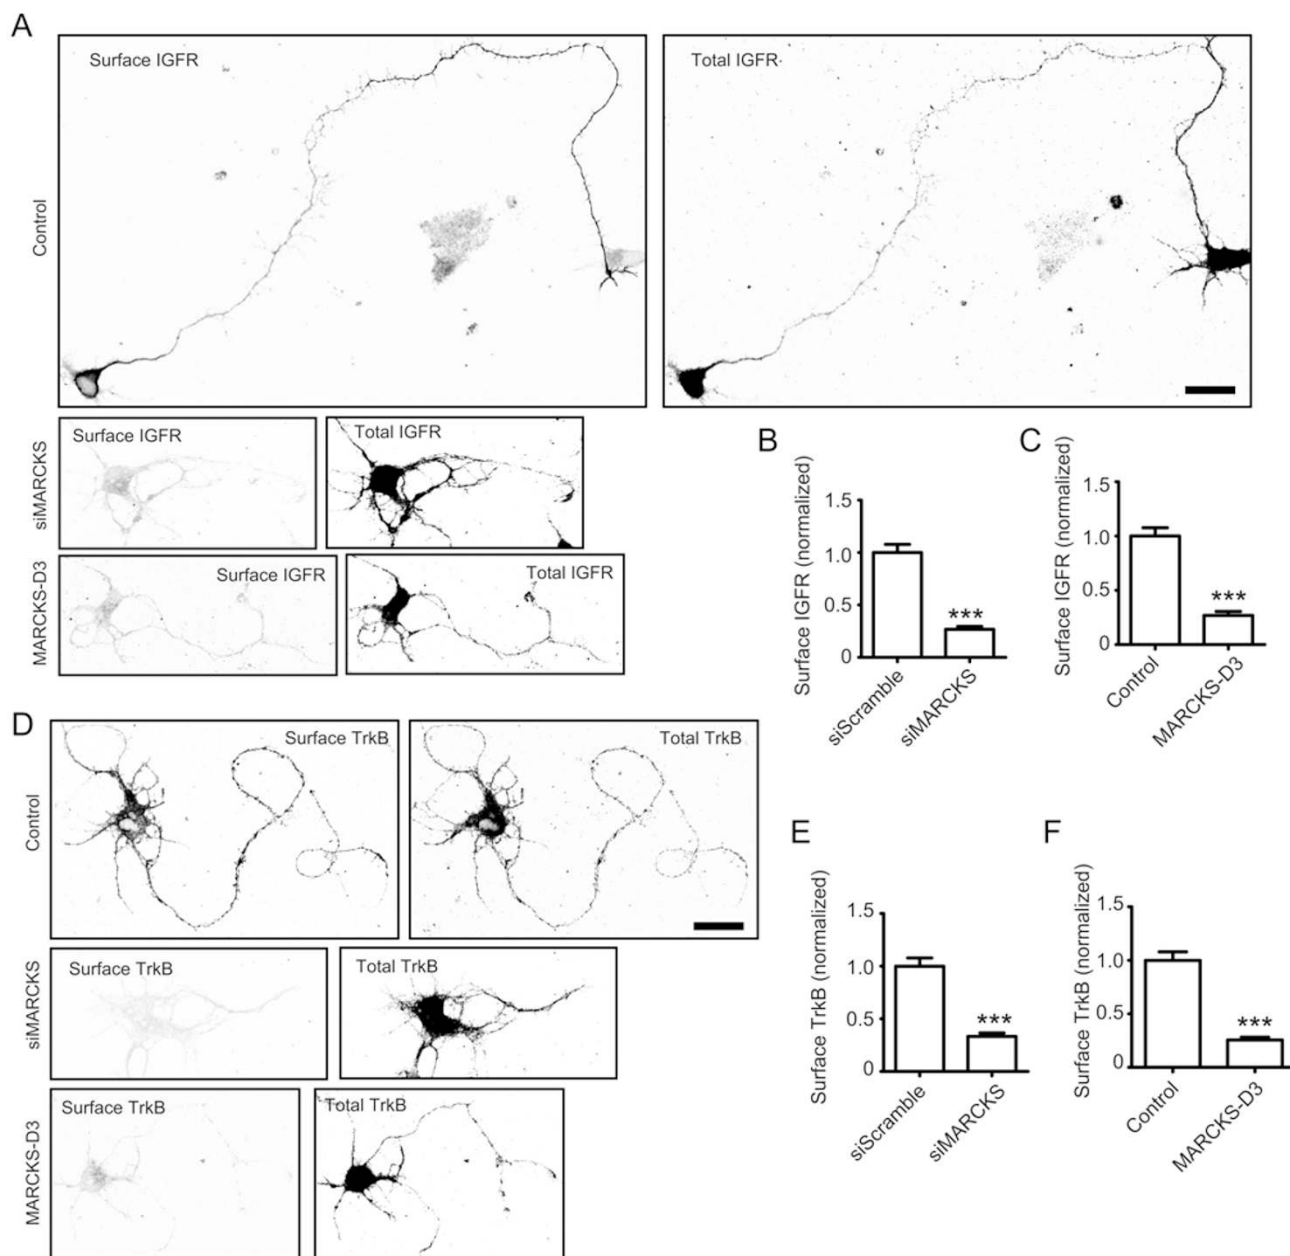 A
Surface IGFR
Total IGFR
Control
Surface IGFR
Total IGFR
siMARCKS
Surface IGFR
Total IGFR
MARCKS-D3
B
Surface IGFR (normalized)
1.5
1.0
0.5
0
***
siScramble
siMARCKS
C
Surface IGFR (normalized)
1.5
1.0
0.5
0
***
Control
MARCKS-D3
D
Surface TrkB
Total TrkB
Control
Surface TrkB
Total TrkB
siMARCKS
Surface TrkB
Total TrkB
MARCKS-D3
E
Surface TrkB (normalized)
1.5
1.0
0.5
0
***
siScramble
siMARCKS
F
Surface TrkB (normalized)
1.5
1.0
0.5
0
***
Control
MARCKS-D3